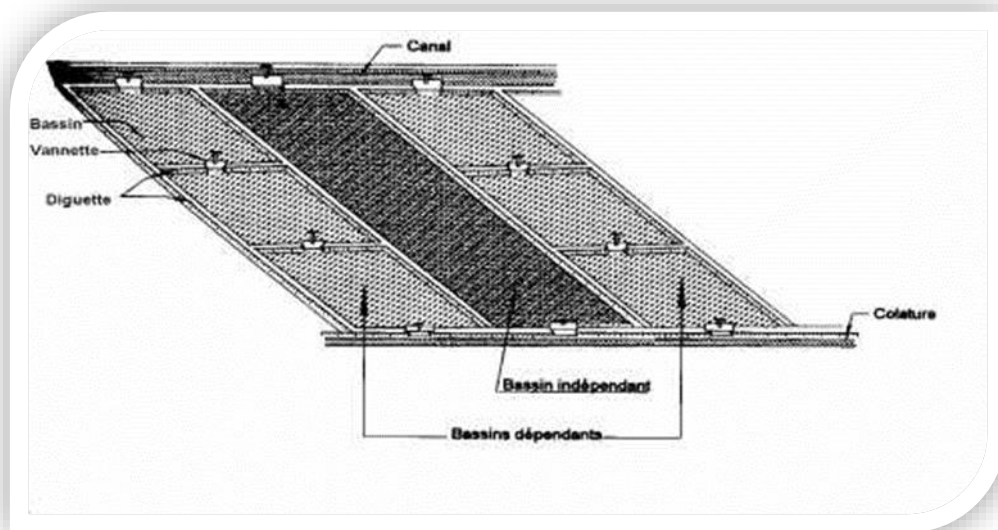 Canal
Bassin
Vannette
Diguette
Colature
Bassin indépendant
Bassins dépendants